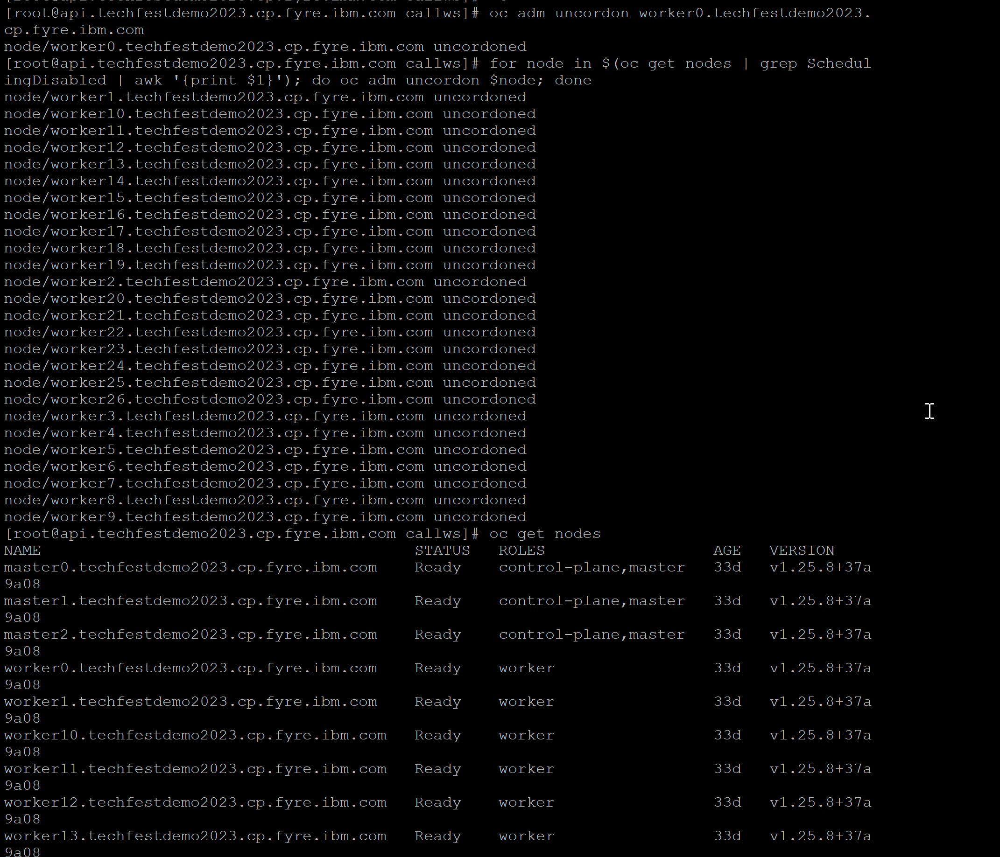 [root@api.techfestdemo2023.cp.fyre.ibm.com callws]# oc adm uncordon worker0.techfestdemo2023.
cp.fyre.ibm.com
node/worker0.techfestdemo2023.cp.fyre.ibm.com uncordoned
[root@api.techfestdemo2023.cp.fyre.ibm.com callws]# for node in $(oc get nodes | grep Schedul
ingDisabled | awk '{print $1}'); do oc adm uncordon $node; done
node/worker1.techfestdemo2023.cp.fyre.ibm.com uncordoned
node/worker10.techfestdemo2023.cp.fyre.ibm.com uncordoned
node/worker11.techfestdemo2023.cp.fyre.ibm.com uncordoned
node/worker12.techfestdemo2023.cp.fyre.ibm.com uncordoned
node/worker13.techfestdemo2023.cp.fyre.ibm.com uncordoned
node/worker14.techfestdemo2023.cp.fyre.ibm.com uncordoned
node/worker15.techfestdemo2023.cp.fyre.ibm.com uncordoned
node/worker16.techfestdemo2023.cp.fyre.ibm.com uncordoned
node/worker17.techfestdemo2023.cp.fyre.ibm.com uncordoned
node/worker18.techfestdemo2023.cp.fyre.ibm.com uncordoned
node/worker19.techfestdemo2023.cp.fyre.ibm.com uncordoned
node/worker2.techfestdemo2023.cp.fyre.ibm.com uncordoned
node/worker20.techfestdemo2023.cp.fyre.ibm.com uncordoned
node/worker21.techfestdemo2023.cp.fyre.ibm.com uncordoned
node/worker22.techfestdemo2023.cp.fyre.ibm.com uncordoned
node/worker23.techfestdemo2023.cp.fyre.ibm.com uncordoned
node/worker24.techfestdemo2023.cp.fyre.ibm.com uncordoned
node/worker25.techfestdemo2023.cp.fyre.ibm.com uncordoned
node/worker26.techfestdemo2023.cp.fyre.ibm.com uncordoned
node/worker3.techfestdemo2023.cp.fyre.ibm.com uncordoned
node/worker4.techfestdemo2023.cp.fyre.ibm.com uncordoned
node/worker5.techfestdemo2023.cp.fyre.ibm.com uncordoned
node/worker6.techfestdemo2023.cp.fyre.ibm.com uncordoned
node/worker7.techfestdemo2023.cp.fyre.ibm.com uncordoned
node/worker8.techfestdemo2023.cp.fyre.ibm.com uncordoned
node/worker9.techfestdemo2023.cp.fyre.ibm.com uncordoned
[root@api.techfestdemo2023.cp.fyre.ibm.com callws]# oc get nodes
NAME STATUS ROLES AGE VERSION
master0.techfestdemo2023.cp.fyre.ibm.com Ready control-plane,master 33d v1.25.8+37a
9a08
master1.techfestdemo2023.cp.fyre.ibm.com Ready control-plane,master 33d v1.25.8+37a
9a08
master2.techfestdemo2023.cp.fyre.ibm.com Ready control-plane,master 33d v1.25.8+37a
9a08
worker0.techfestdemo2023.cp.fyre.ibm.com Ready worker 33d v1.25.8+37a
9a08
worker1.techfestdemo2023.cp.fyre.ibm.com Ready worker 33d v1.25.8+37a
9a08
worker10.techfestdemo2023.cp.fyre.ibm.com Ready worker 33d v1.25.8+37a
9a08
worker11.techfestdemo2023.cp.fyre.ibm.com Ready worker 33d v1.25.8+37a
9a08
worker12.techfestdemo2023.cp.fyre.ibm.com Ready worker 33d v1.25.8+37a
9a08
worker13.techfestdemo2023.cp.fyre.ibm.com Ready worker 33d v1.25.8+37a
9a08